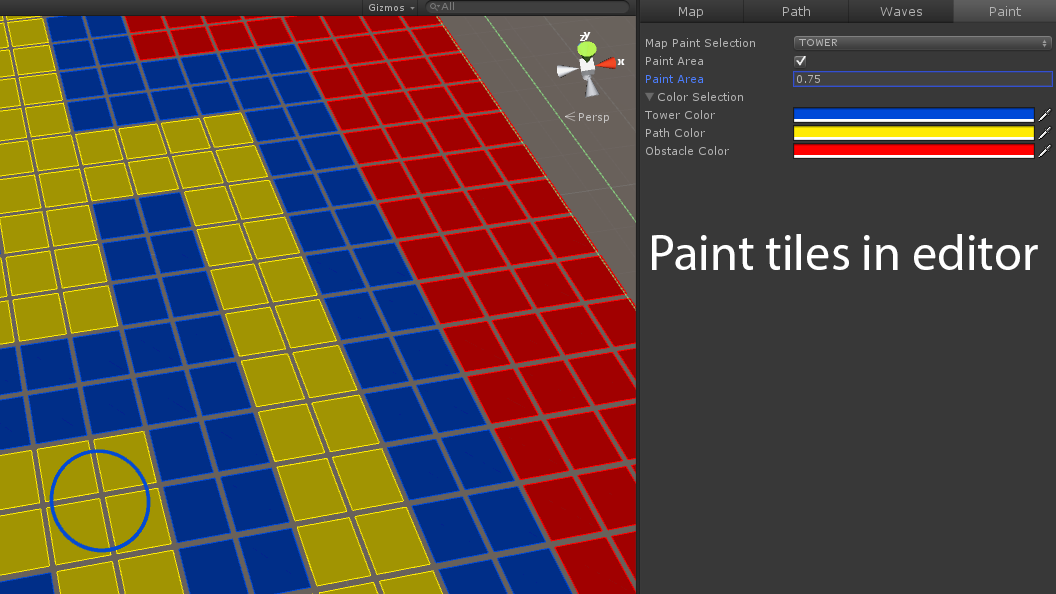 Gizmos
All
Map Path Waves Paint
y
z
x
Persp
Map Paint Selection TOWER
Paint Area
Paint Area 0.75
Color Selection
Tower Color
Path Color
Obstacle Color
Paint tiles in editor